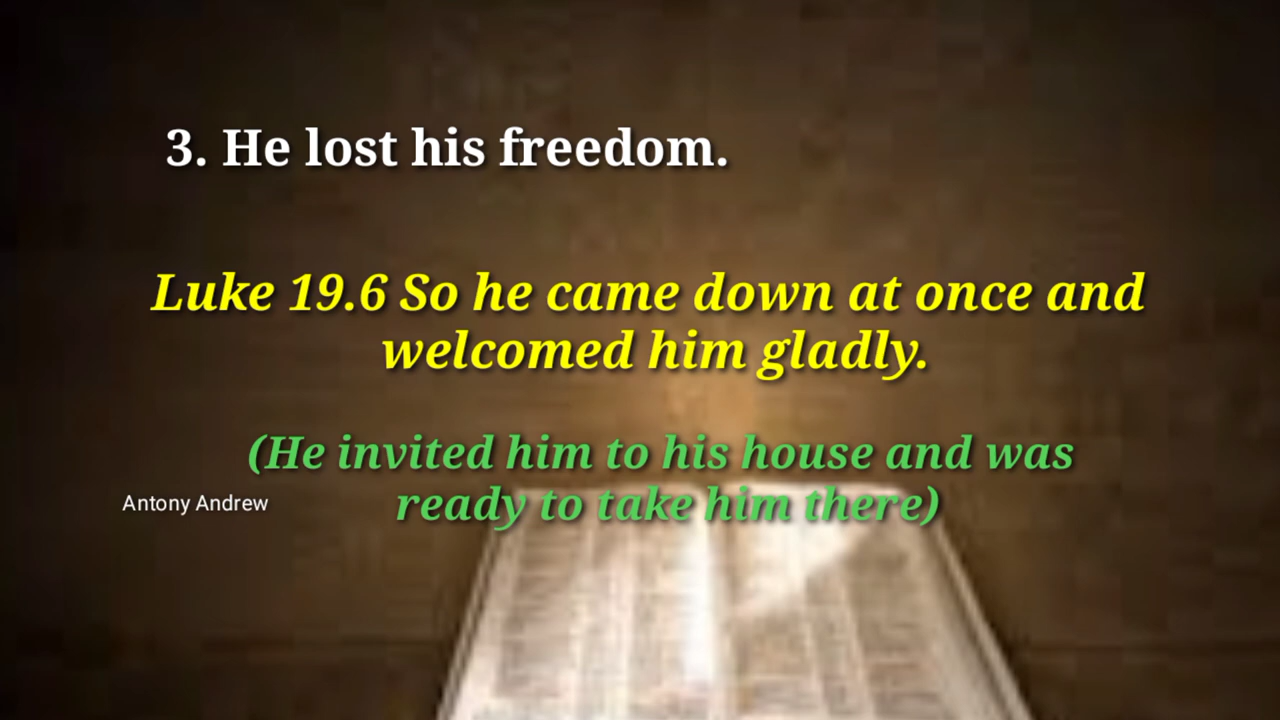 3. He lost his freedom.
Luke 19.6 So he came down at once and
welcomed him gladly.
(He invited him to his house and was
ready to take him there)
Antony Andrew